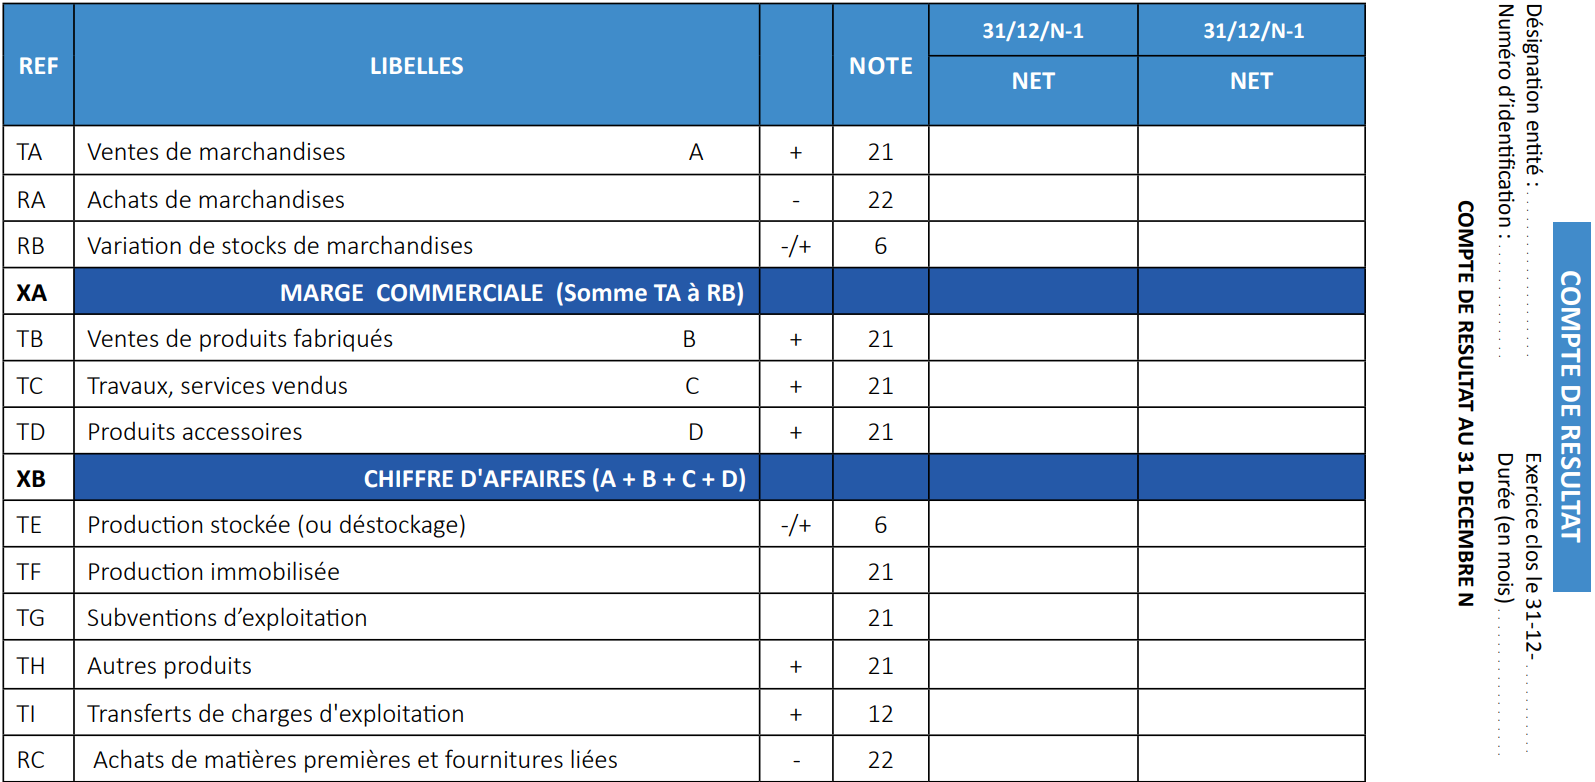 REF LIBELLES NOTE 31/12/N-1 31/12/N-1
NET NET
TA Ventes de marchandises A + 21
RA Achats de marchandises - 22
RB Variation de stocks de marchandises -/+ 6
XA MARGE COMMERCIALE (Somme TA à RB)
TB Ventes de produits fabriqués B + 21
TC Travaux, services vendus C + 21
TD Produits accessoires D + 21
XB CHIFFRE D'AFFAIRES (A + B + C + D)
TE Production stockée (ou déstockage) -/+ 6
TF Production immobilisée 21
TG Subventions d’exploitation 21
TH Autres produits + 21
TI Transferts de charges d'exploitation + 12
RC Achats de matières premières et fournitures liées - 22
COMPTE DE RESULTAT
Désignation entité : . . . . . . . . . . . . . . . . . . Exercice clos le 31-12- . . . . . . . . . .
Numéro d’identification : . . . . . . . . . . . . Durée (en mois) . . . . . . . . . . . . . . . .
COMPTE DE RESULTAT AU 31 DECEMBRE N